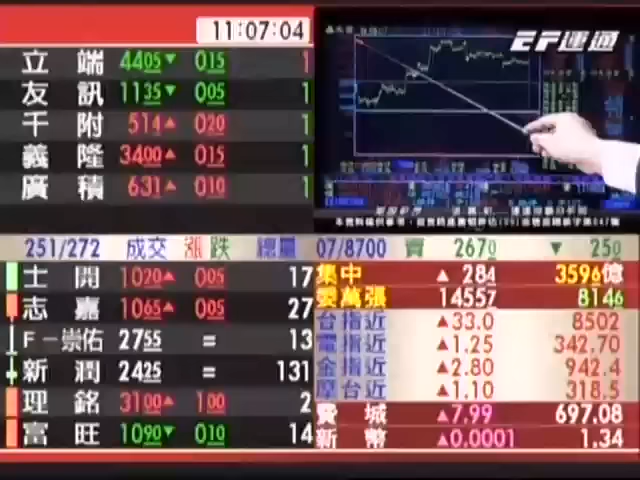 11:07:04
立端 4405▼ 015 1
友訊 1135▼ 005 1
千附 514▲ 020 1
義隆 3400▲ 015 1
廣積 631▲ 010 1
EF運通
251/272 成交 漲跌 總量
士開 1020▲ 005 17
志嘉 1065▲ 005 27
F-崇佑 2755 = 13
新潤 2425 = 131
理銘 3100▲ 100 2
富旺 1090▼ 010 14
07/8700 賣 2670 ▼ 250
集中 ▲ 284 3596億
委萬張 14557 8146
台指近 ▲33.0 8502
電指近 ▲1.25 342.70
金指近 ▲2.80 942.4
摩台近 ▲1.10 318.5
費城 ▲7.99 697.08
新幣 ▲0.0001 1.34